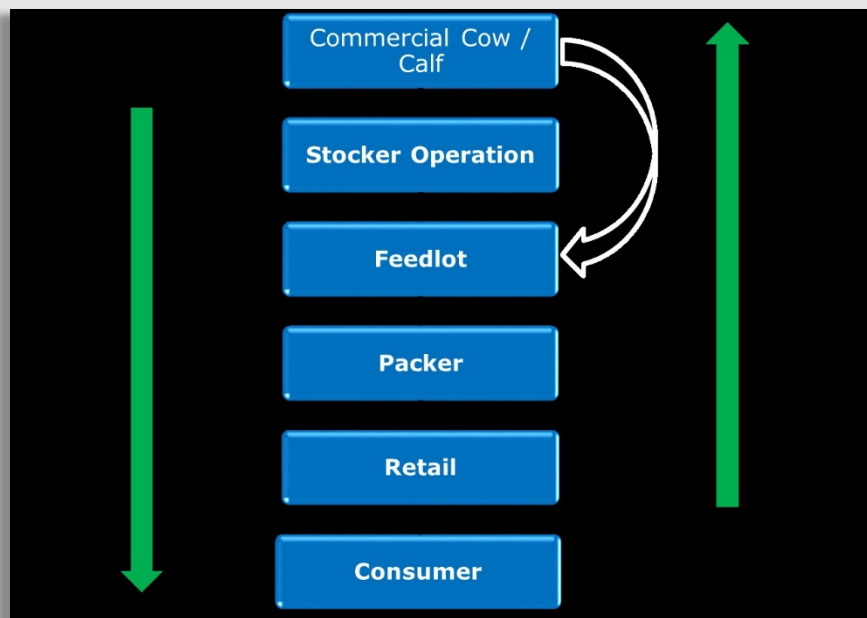 Commercial Cow /
Calf
Stocker Operation
Feedlot
Packer
Retail
Consumer